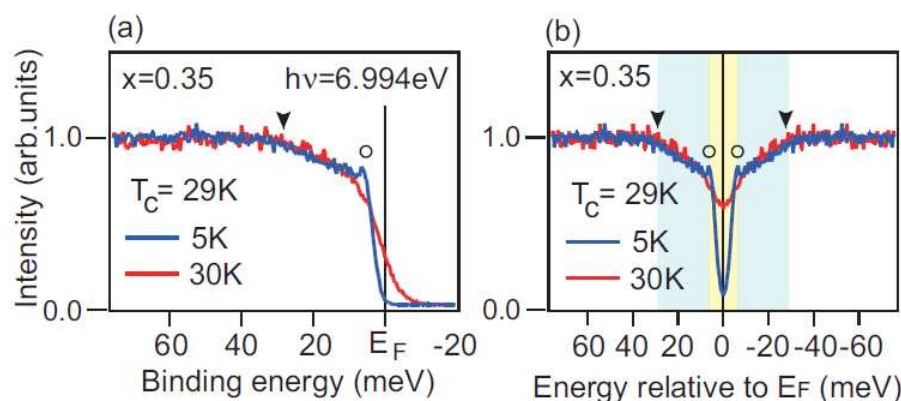 (a)
x=0.35
hν=6.994eV
1.0
T_C= 29K
5K
30K
0.0
Intensity (arb.units)
60 40 20 E_F -20
Binding energy (meV)
(b)
x=0.35
1.0
T_C= 29K
5K
30K
0.0
60 40 20 0 -20 -40 -60
Energy relative to E_F (meV)